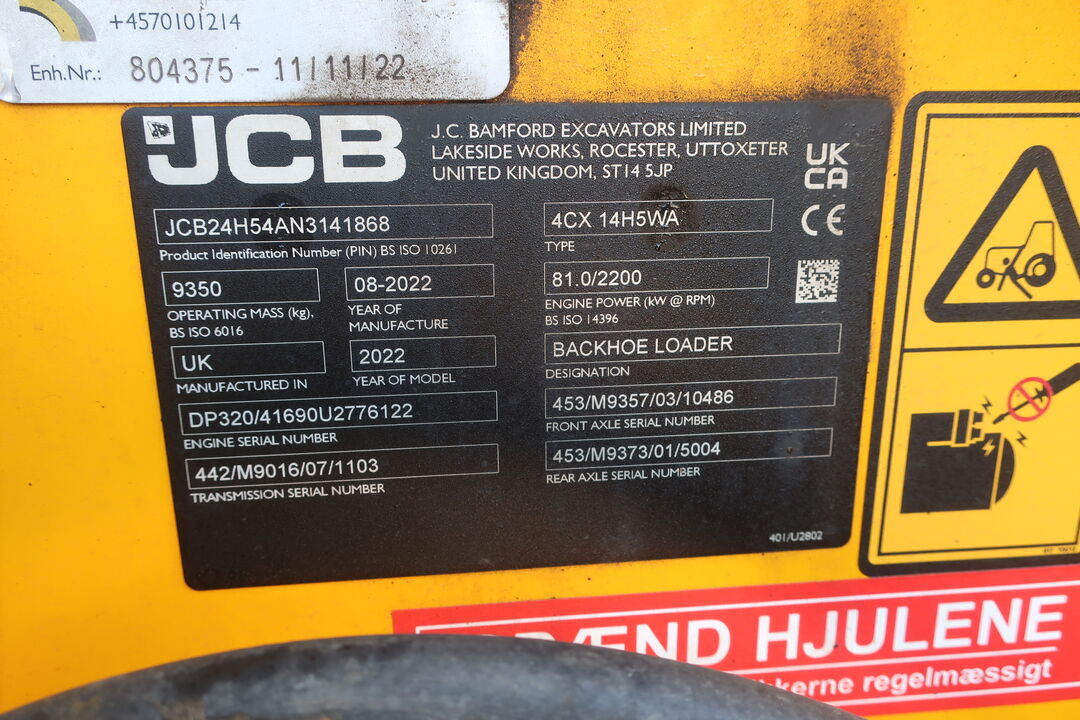 +4570101214
Enh.Nr.: 804375 - 11/11/22
JCB
J.C. BAMFORD EXCAVATORS LIMITED
LAKESIDE WORKS, ROCESTER, UTTOXETER
UNITED KINGDOM, ST14 5JP
UK
CA
CE
JCB24H54AN3141868
Product Identification Number (PIN) BS ISO 10261
9350
OPERATING MASS (kg),
BS ISO 6016
08-2022
YEAR OF
MANUFACTURE
UK
MANUFACTURED IN
2022
YEAR OF MODEL
DP320/41690U2776122
ENGINE SERIAL NUMBER
442/M9016/07/1103
TRANSMISSION SERIAL NUMBER
4CX 14H5WA
TYPE
81.0/2200
ENGINE POWER (kW @ RPM)
BS ISO 14396
BACKHOE LOADER
DESIGNATION
453/M9357/03/10486
FRONT AXLE SERIAL NUMBER
453/M9373/01/5004
REAR AXLE SERIAL NUMBER
401/U2802
HJULENE
regelmæssigt